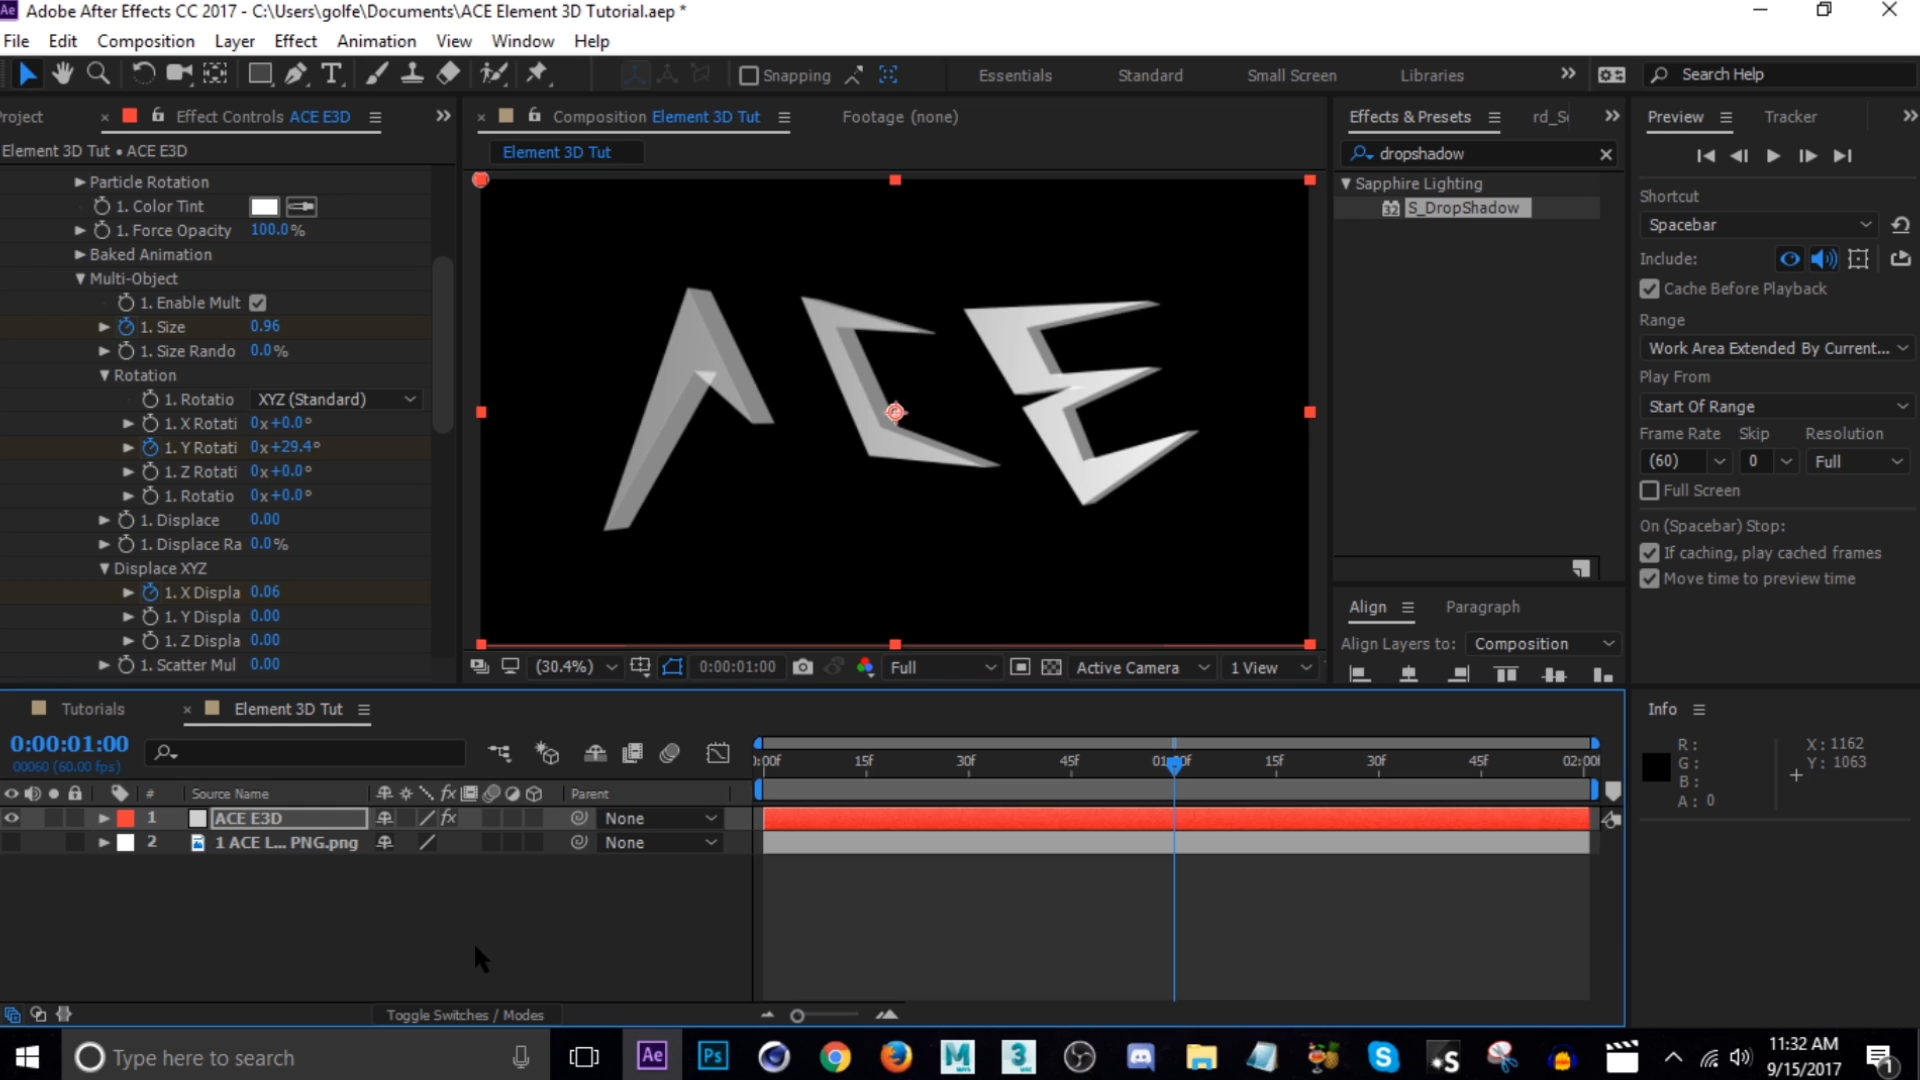 Adobe After Effects CC 2017 - C:\Users\golfe\Documents\ACE Element 3D Tutorial.aep *
File Edit Composition Layer Effect Animation View Window Help
Snapping Essentials Standard Small Screen Libraries Search Help
Effect Controls ACE E3D
Element 3D Tut • ACE E3D
Particle Rotation
1. Color Tint
1. Force Opacity 100.0%
Baked Animation
Multi-Object
1. Enable Mult
1. Size 0.96
1. Size Rando 0.0%
Rotation
1. Rotatio XYZ (Standard)
1. X Rotati 0x+0.0°
1. Y Rotati 0x+29.4°
1. Z Rotati 0x+0.0°
1. Rotatio 0x+0.0°
1. Displace 0.00
1. Displace Ra 0.0%
Displace XYZ
1. X Displa 0.06
1. Y Displa 0.00
1. Z Displa 0.00
1. Scatter Mul 0.00
Composition Element 3D Tut Footage (none)
Element 3D Tut
ACE
(30.4%) 0:00:01:00 Full Active Camera 1 View
Effects & Presets
dropshadow
Sapphire Lighting
32 S_DropShadow
Align Paragraph
Align Layers to: Composition
Preview Tracker
Shortcut
Spacebar
Include:
Cache Before Playback
Range
Work Area Extended By Current...
Play From
Start Of Range
Frame Rate Skip Resolution
(60) 0 Full
Full Screen
On (Spacebar) Stop:
If caching, play cached frames
Move time to preview time
Tutorials Element 3D Tut
0:00:01:00
00060 (60.00 fps)
15f 30f 45f 15f 30f 45f
# Source Name fx Parent
1 ACE E3D fx None
2 1 ACE L... PNG.png None
Toggle Switches / Modes
Info
R: X: 1162
G: Y: 1063
B:
A: 0
Type here to search
Ae Ps
11:32 AM
9/15/2017
1